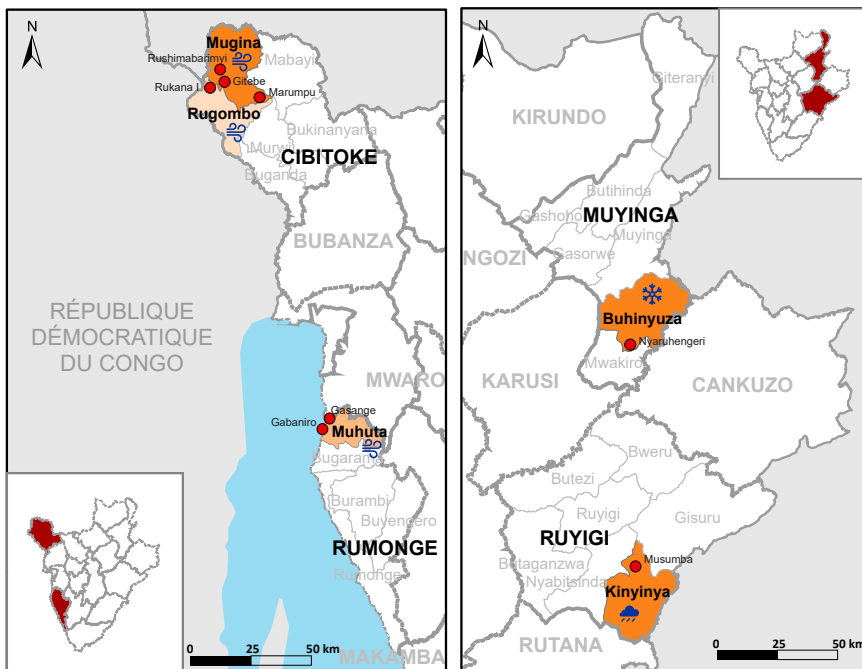 N
Mugina
Mabayi
Rushimabarimyi
Gitebe
Rukana I
Marumpu
Rugombo
Bukinanyana
Murwi
CIBITOKE
Buganda
BUBANZA
RÉPUBLIQUE
DÉMOCRATIQUE
DU CONGO
MWARO
Gasange
Gabaniro
Muhuta
Bugarama
Burambi
Buyengero
RUMONGE
Rumonge
MAKAMBA
0 25 50 km
N
Giteranyi
KIRUNDO
Butihinda
Gashoho
MUYINGA
Muyinga
Gasorwe
NGOZI
Buhinyuza
Nyaruhengeri
Mwakiro
KARUSI
CANKUZO
Bweru
Butezi
Ruyigi
Gisuru
RUYIGI
Butaganzwa
Musumba
Nyabitsinda
Kinyinya
RUTANA
0 25 50 km